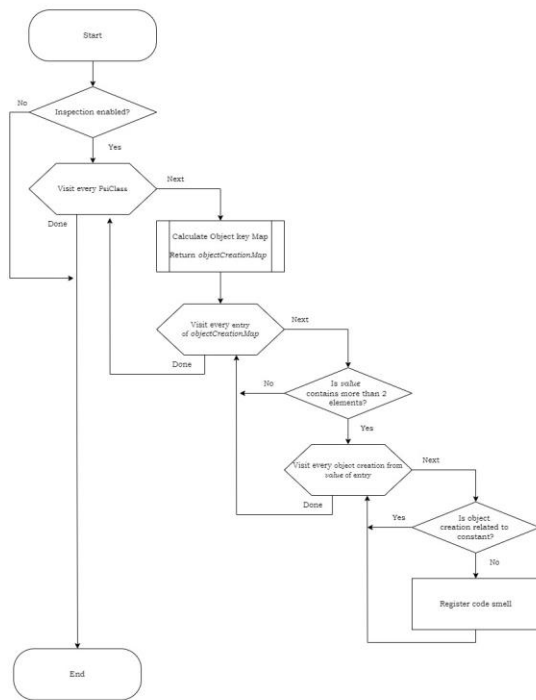 Start
No
Inspection enabled?
Yes
Visit every PsiClass
Next
Done
Calculate Object key Map
Return objectCreationMap
Visit every entry
of objectCreationMap
Next
Done
No
Is value
contains more than 2
elements?
Yes
Visit every object creation from
value of entry
Next
Done
Yes
Is object
creation related to
constant?
No
Register code smell
End